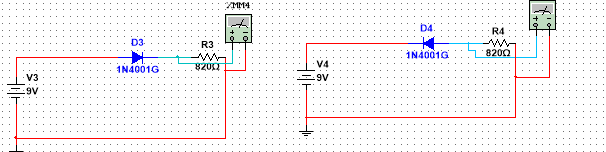 XMM4
D3
1N4001G
R3
820Ω
V3
9V
D4
1N4001G
R4
820Ω
V4
9V